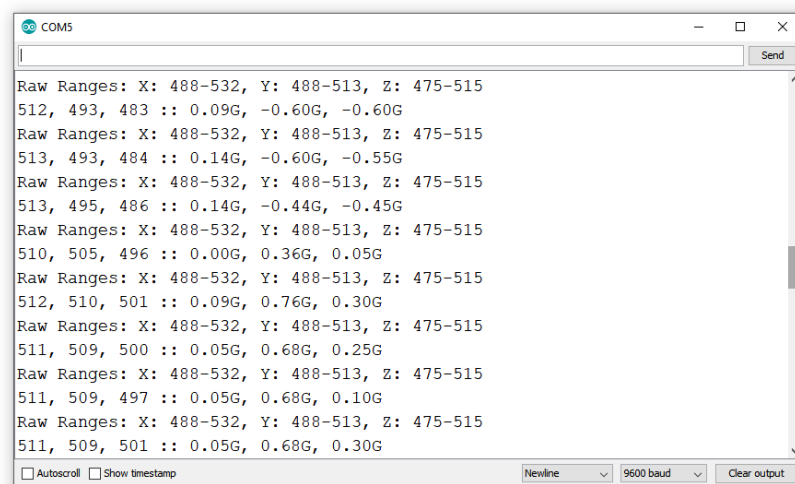 COM5
Send
Raw Ranges: X: 488-532, Y: 488-513, Z: 475-515
512, 493, 483 :: 0.09G, -0.60G, -0.60G
Raw Ranges: X: 488-532, Y: 488-513, Z: 475-515
513, 493, 484 :: 0.14G, -0.60G, -0.55G
Raw Ranges: X: 488-532, Y: 488-513, Z: 475-515
513, 495, 486 :: 0.14G, -0.44G, -0.45G
Raw Ranges: X: 488-532, Y: 488-513, Z: 475-515
510, 505, 496 :: 0.00G, 0.36G, 0.05G
Raw Ranges: X: 488-532, Y: 488-513, Z: 475-515
512, 510, 501 :: 0.09G, 0.76G, 0.30G
Raw Ranges: X: 488-532, Y: 488-513, Z: 475-515
511, 509, 500 :: 0.05G, 0.68G, 0.25G
Raw Ranges: X: 488-532, Y: 488-513, Z: 475-515
511, 509, 497 :: 0.05G, 0.68G, 0.10G
Raw Ranges: X: 488-532, Y: 488-513, Z: 475-515
511, 509, 501 :: 0.05G, 0.68G, 0.30G
Autoscroll Show timestamp Newline 9600 baud Clear output